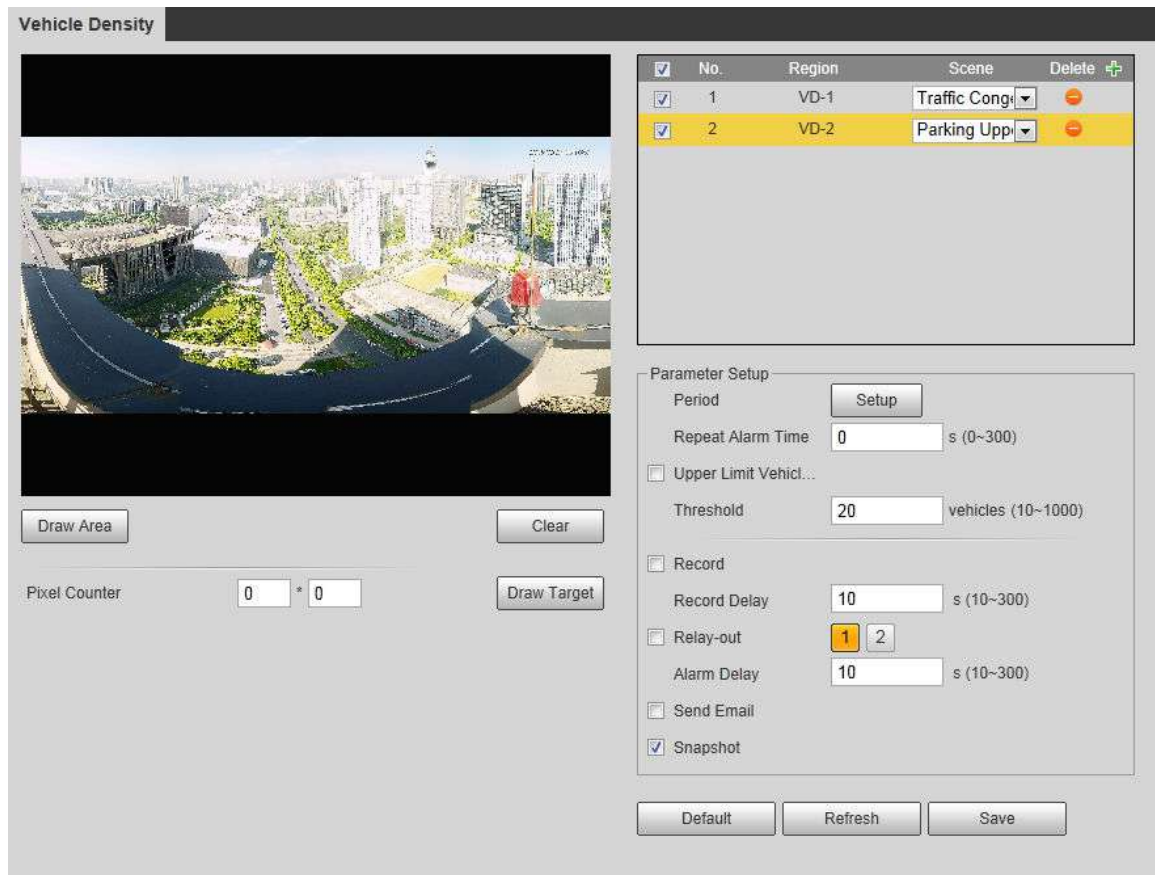 Vehicle Density
No. Region Scene Delete
1 VD-1 Traffic Cong
2 VD-2 Parking Upp
Parameter Setup
Period Setup
Repeat Alarm Time 0 s (0~300)
Upper Limit Vehicl...
Threshold 20 vehicles (10~1000)
Draw Area Clear
Record
Pixel Counter 0 * 0 Draw Target
Record Delay 10 s (10~300)
Relay-out 1 2
Alarm Delay 10 s (10~300)
Send Email
Snapshot
Default Refresh Save